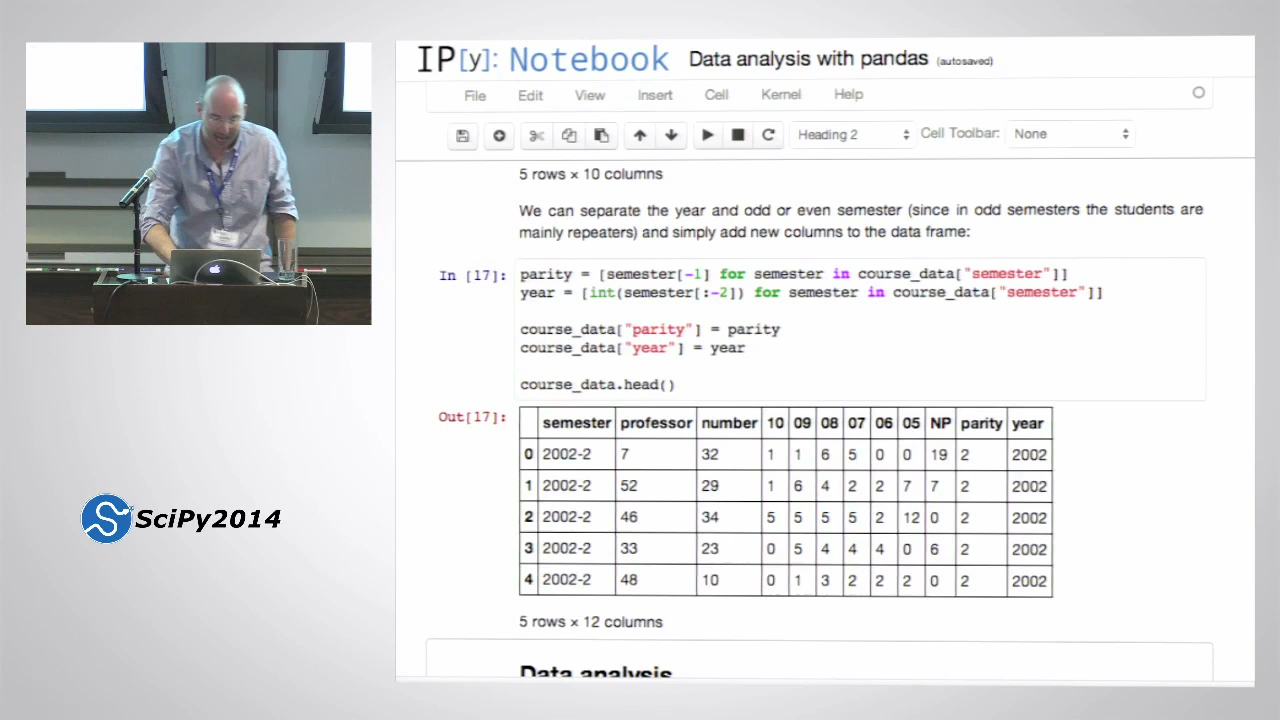 IP[y]: Notebook Data analysis with pandas (autosaved)
File Edit View Insert Cell Kernel Help
Heading 2 Cell Toolbar: None
5 rows × 10 columns
We can separate the year and odd or even semester (since in odd semesters the students are
mainly repeaters) and simply add new columns to the data frame:
In [17]: parity = [semester[-1] for semester in course_data["semester"]]
year = [int(semester[:-2]) for semester in course_data["semester"]]
course_data["parity"] = parity
course_data["year"] = year
course_data.head()
Out[17]:
semester professor number 10 09 08 07 06 05 NP parity year
0 2002-2 7 32 1 1 6 5 0 0 19 2 2002
1 2002-2 52 29 1 6 4 2 2 7 7 2 2002
2 2002-2 46 34 5 5 5 5 2 12 0 2 2002
3 2002-2 33 23 0 5 4 4 4 0 6 2 2002
4 2002-2 48 10 0 1 3 2 2 2 0 2 2002
5 rows × 12 columns
Data analysis
SciPy2014